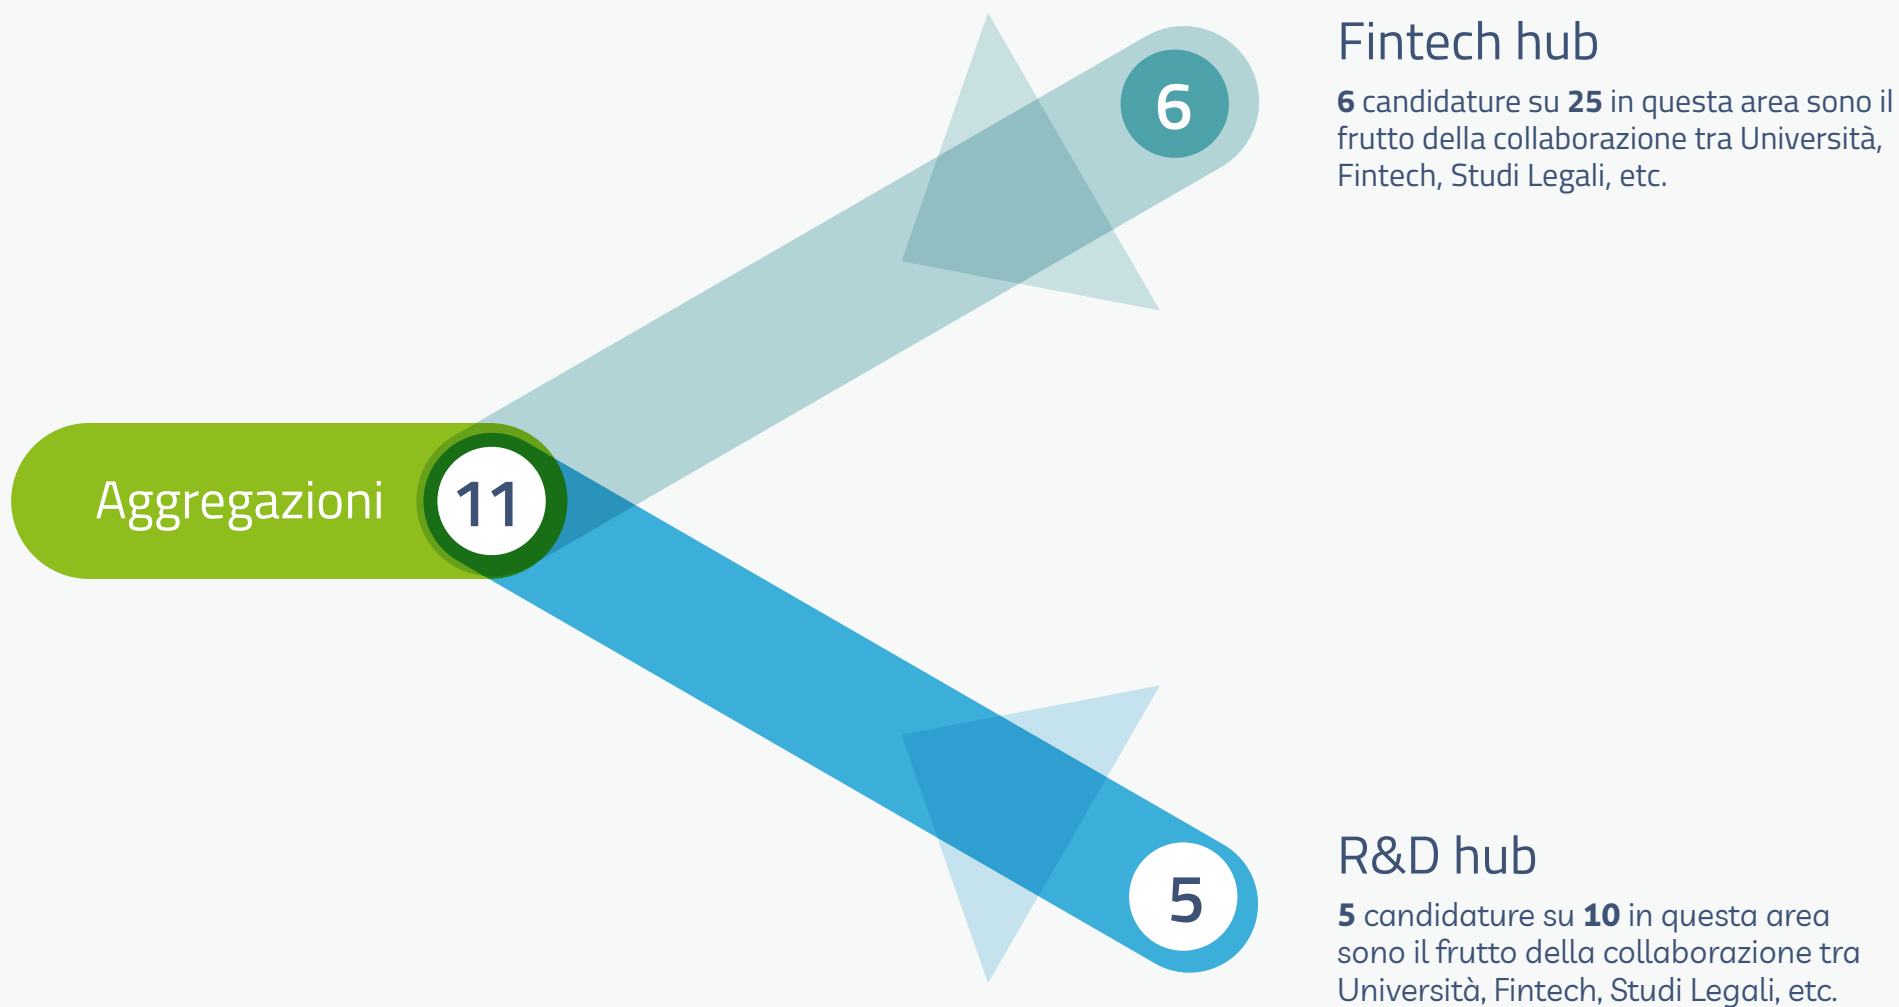 Fintech hub
6 candidature su 25 in questa area sono il
frutto della collaborazione tra Università,
Fintech, Studi Legali, etc.
6
Aggregazioni
11
5
R&D hub
5 candidature su 10 in questa area
sono il frutto della collaborazione tra
Università, Fintech, Studi Legali, etc.